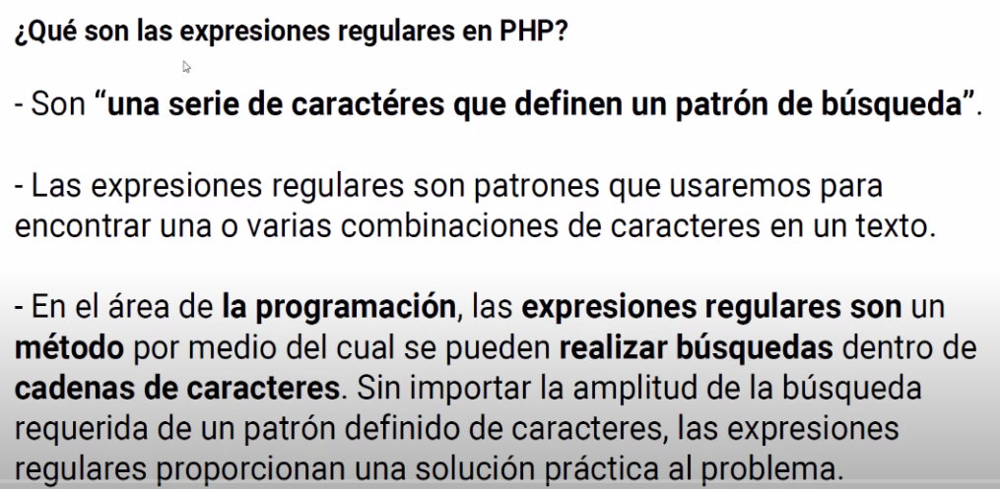 ¿Qué son las expresiones regulares en PHP?
- Son “una serie de caractéres que definen un patrón de búsqueda”.
- Las expresiones regulares son patrones que usaremos para
encontrar una o varias combinaciones de caracteres en un texto.
- En el área de la programación, las expresiones regulares son un
método por medio del cual se pueden realizar búsquedas dentro de
cadenas de caracteres. Sin importar la amplitud de la búsqueda
requerida de un patrón definido de caracteres, las expresiones
regulares proporcionan una solución práctica al problema.